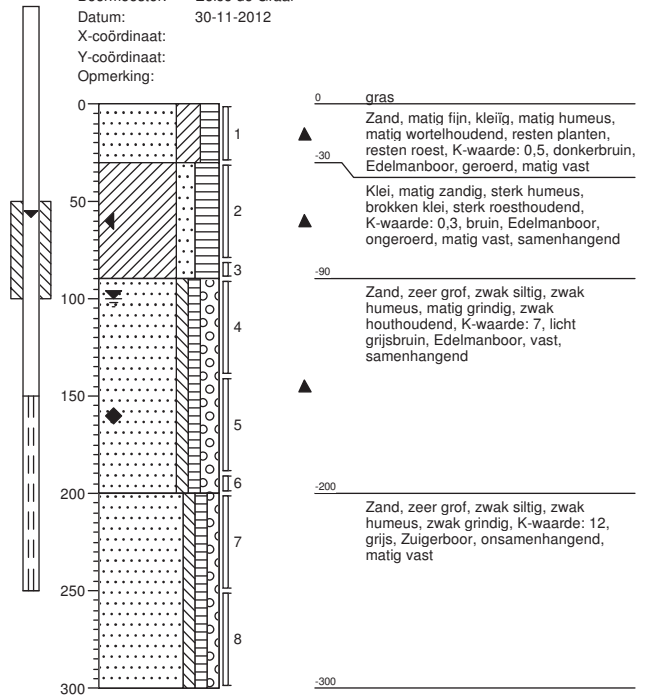 Datum: 30-11-2012
X-coördinaat:
Y-coördinaat:
Opmerking:
0
50
100
150
200
250
300
1
2
3
4
5
6
7
8
0 gras
Zand, matig fijn, kleiïg, matig humeus,
matig wortelhoudend, resten planten,
resten roest, K-waarde: 0,5, donkerbruin,
Edelmanboor, geroerd, matig vast
-30
Klei, matig zandig, sterk humeus,
brokken klei, sterk roesthoudend,
K-waarde: 0,3, bruin, Edelmanboor,
ongeroerd, matig vast, samenhangend
-90
Zand, zeer grof, zwak siltig, zwak
humeus, matig grindig, zwak
houthoudend, K-waarde: 7, licht
grijsbruin, Edelmanboor, vast,
samenhangend
-200
Zand, zeer grof, zwak siltig, zwak
humeus, zwak grindig, K-waarde: 12,
grijs, Zuigerboor, onsamenhangend,
matig vast
-300